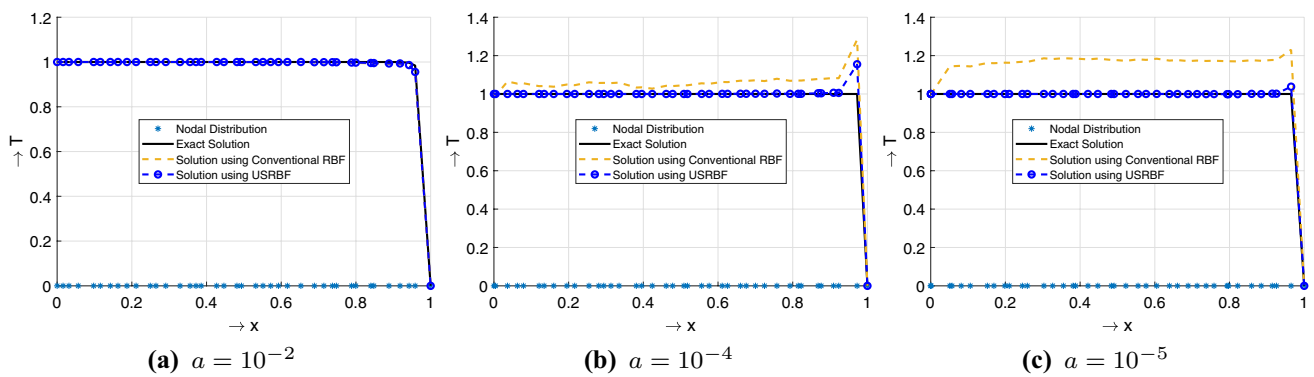 1.2
1
0.8
0.6
0.4
0.2
0
→ T
Nodal Distribution
Exact Solution
Solution using Conventional RBF
Solution using USRBF
0 0.2 0.4 0.6 0.8 1
→ x
(a) a = 10⁻²
1.4
1.2
1
0.8
0.6
0.4
0.2
0
→ T
Nodal Distribution
Exact Solution
Solution using Conventional RBF
Solution using USRBF
0 0.2 0.4 0.6 0.8 1
→ x
(b) a = 10⁻⁴
1.4
1.2
1
0.8
0.6
0.4
0.2
0
→ T
Nodal Distribution
Exact Solution
Solution using Conventional RBF
Solution using USRBF
0 0.2 0.4 0.6 0.8 1
→ x
(c) a = 10⁻⁵